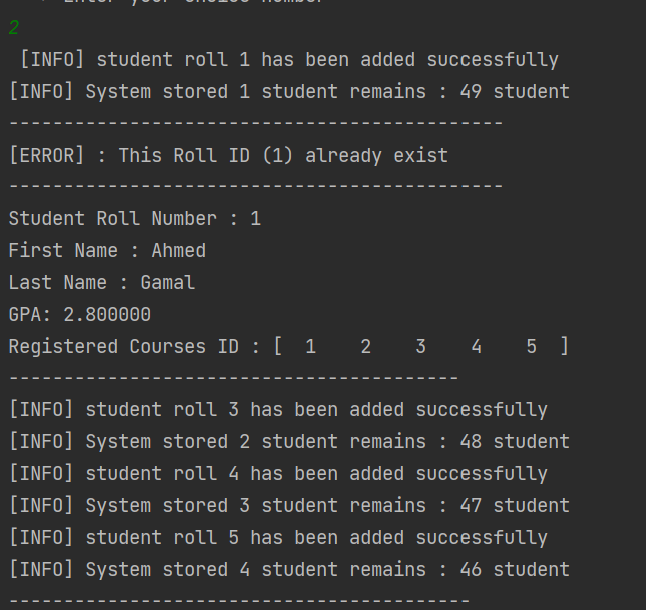 Enter your choice number
2
[INFO] student roll 1 has been added successfully
[INFO] System stored 1 student remains : 49 student
---------------------------------------------
[ERROR] : This Roll ID (1) already exist
---------------------------------------------
Student Roll Number : 1
First Name : Ahmed
Last Name : Gamal
GPA: 2.800000
Registered Courses ID : [  1    2    3    4    5  ]
-----------------------------------------
[INFO] student roll 3 has been added successfully
[INFO] System stored 2 student remains : 48 student
[INFO] student roll 4 has been added successfully
[INFO] System stored 3 student remains : 47 student
[INFO] student roll 5 has been added successfully
[INFO] System stored 4 student remains : 46 student
------------------------------------------